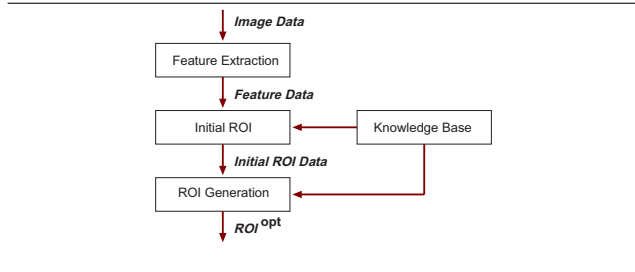 Image Data
Feature Extraction
Feature Data
Initial ROI
Knowledge Base
Initial ROI Data
ROI Generation
ROI opt